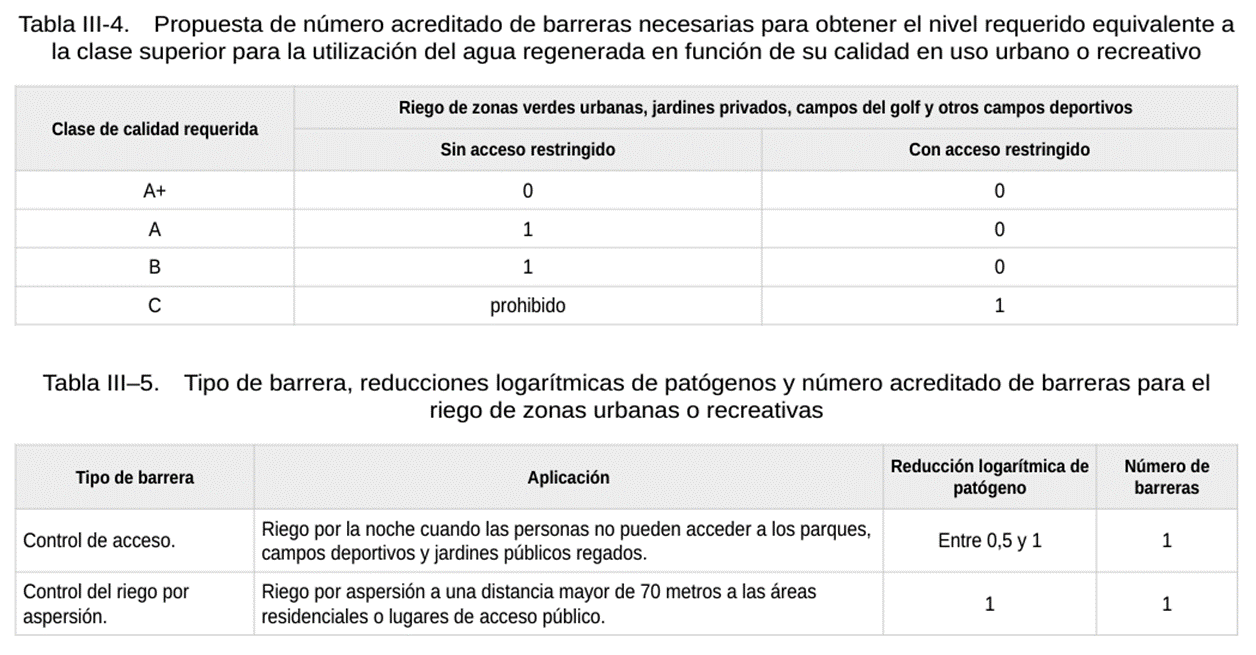 Tabla III-4. Propuesta de número acreditado de barreras necesarias para obtener el nivel requerido equivalente a
la clase superior para la utilización del agua regenerada en función de su calidad en uso urbano o recreativo
Clase de calidad requerida
Riego de zonas verdes urbanas, jardines privados, campos del golf y otros campos deportivos
Sin acceso restringido
Con acceso restringido
A+ 0 0
A 1 0
B 1 0
C prohibido 1
Tabla III–5. Tipo de barrera, reducciones logarítmicas de patógenos y número acreditado de barreras para el
riego de zonas urbanas o recreativas
Tipo de barrera
Aplicación
Reducción logarítmica de
patógeno
Número de
barreras
Control de acceso.
Riego por la noche cuando las personas no pueden acceder a los parques,
campos deportivos y jardines públicos regados.
Entre 0,5 y 1
1
Control del riego por
aspersión.
Riego por aspersión a una distancia mayor de 70 metros a las áreas
residenciales o lugares de acceso público.
1
1